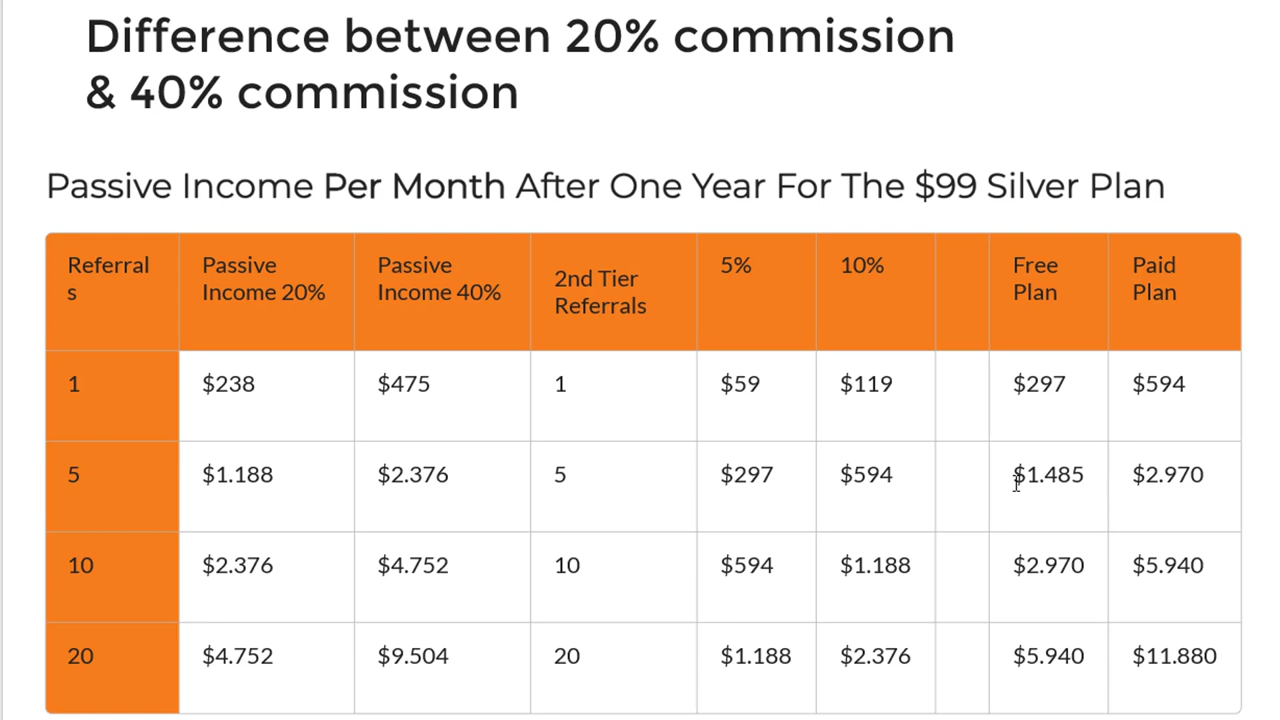 Difference between 20% commission
& 40% commission
Passive Income Per Month After One Year For The $99 Silver Plan
Referral
s
Passive
Income 20%
Passive
Income 40%
2nd Tier
Referrals
5%
10%
Free
Plan
Paid
Plan
1 $238 $475 1 $59 $119 $297 $594
5 $1.188 $2.376 5 $297 $594 $1.485 $2.970
10 $2.376 $4.752 10 $594 $1.188 $2.970 $5.940
20 $4.752 $9.504 20 $1.188 $2.376 $5.940 $11.880